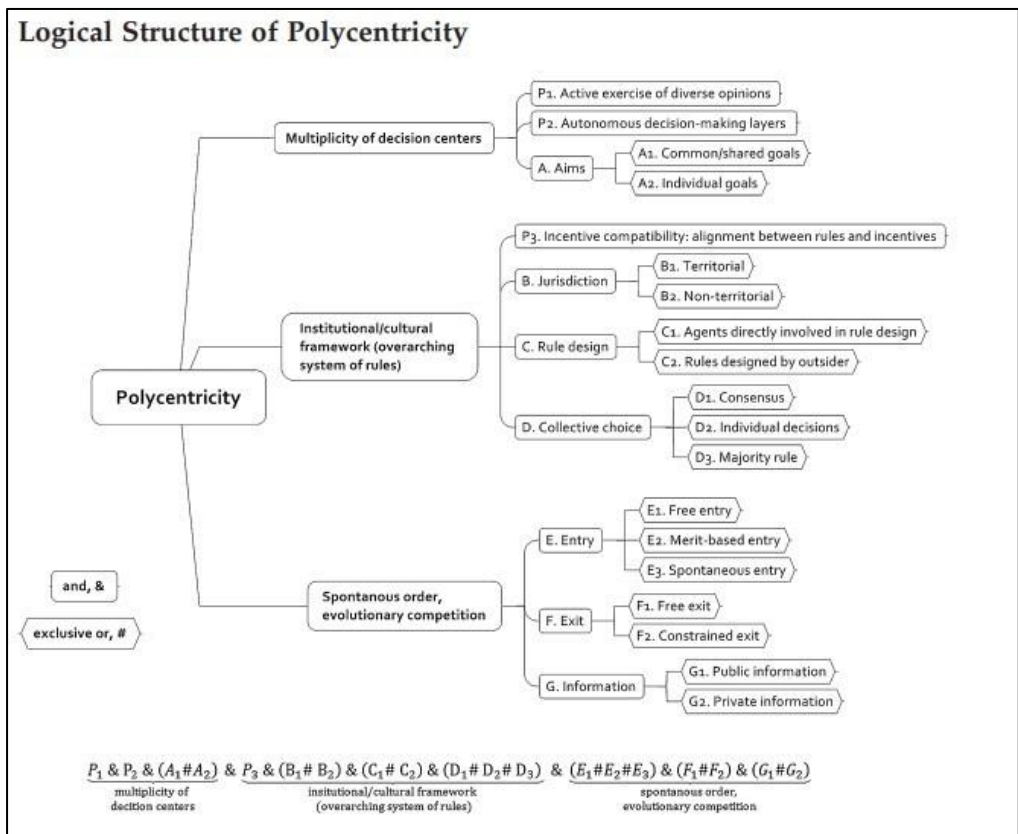 Logical Structure of Polycentricity
P1. Active exercise of diverse opinions
P2. Autonomous decision-making layers
Multiplicity of decision centers
A. Aims
A1. Common/shared goals
A2. Individual goals
P3. Incentive compatibility: alignment between rules and incentives
B. Jurisdiction
B1. Territorial
B2. Non-territorial
Institutional/cultural
framework (overarching
system of rules)
C. Rule design
C1. Agents directly involved in rule design
C2. Rules designed by outsider
Polycentricity
D. Collective choice
D1. Consensus
D2. Individual decisions
D3. Majority rule
E. Entry
E1. Free entry
E2. Merit-based entry
E3. Spontaneous entry
Spontanous order,
evolutionary competition
F. Exit
F1. Free exit
F2. Constrained exit
G. Information
G1. Public information
G2. Private information
and, &
exclusive or, #
P₁ & P₂ & (A₁#A₂) & P₃ & (B₁# B₂) & (C₁# C₂) & (D₁# D₂# D₃) & (E₁#E₂#E₃) & (F₁#F₂) & (G₁#G₂)
multiplicity of
decition centers
insitutional/cultural framework
(overarching system of rules)
spontanous order,
evolutionary competition